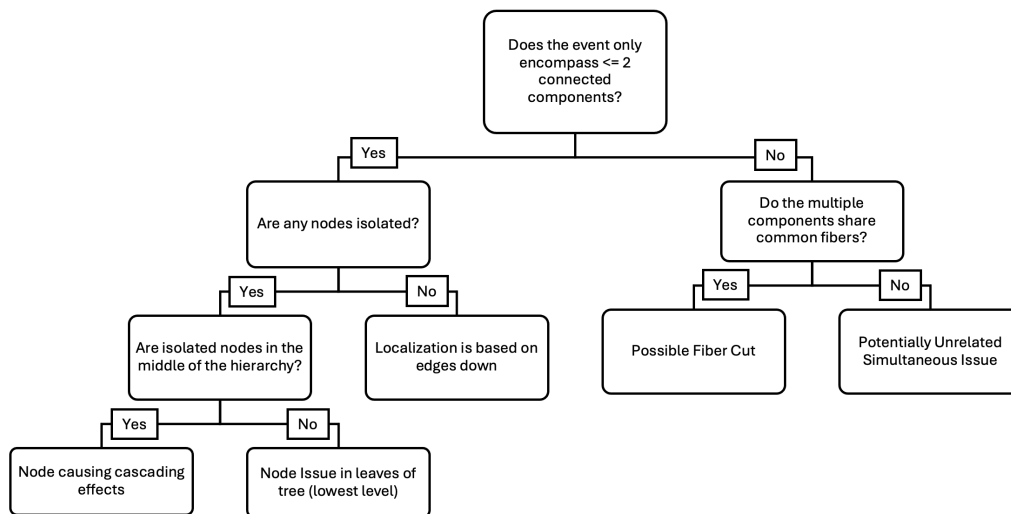 Does the event only
encompass <= 2
connected
components?
Yes
No
Are any nodes isolated?
Do the multiple
components share
common fibers?
Yes
No
Yes
No
Are isolated nodes in the
middle of the hierarchy?
Localization is based on
edges down
Possible Fiber Cut
Potentially Unrelated
Simultaneous Issue
Yes
No
Node causing cascading
effects
Node Issue in leaves of
tree (lowest level)